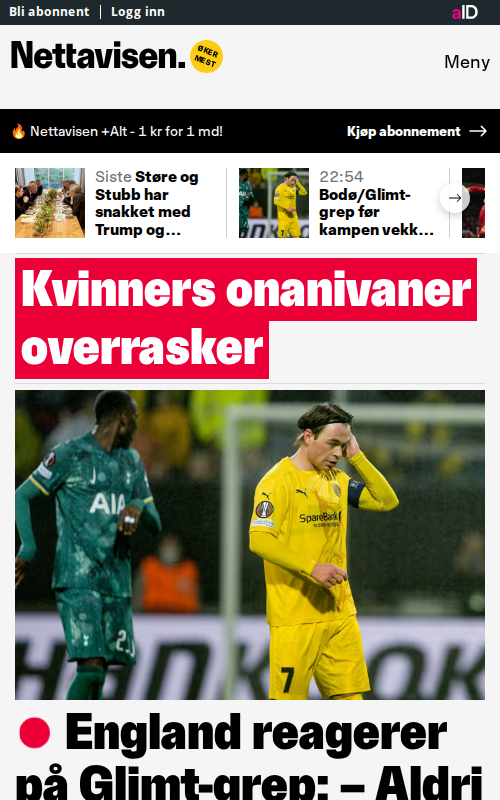 Bli abonnent
Logg inn
aID
Nettavisen.
ØKER
MEST
Meny
🔥 Nettavisen +Alt - 1 kr for 1 md!
Kjøp abonnement
Siste Støre og
Stubb har
snakket med
Trump og...
22:54
Bodø/Glimt-
grep før
kampen vekk...
Kvinners onanivaner
overrasker
AIA
SpareBank
7
England reagerer
på Glimt-grep: – Aldri